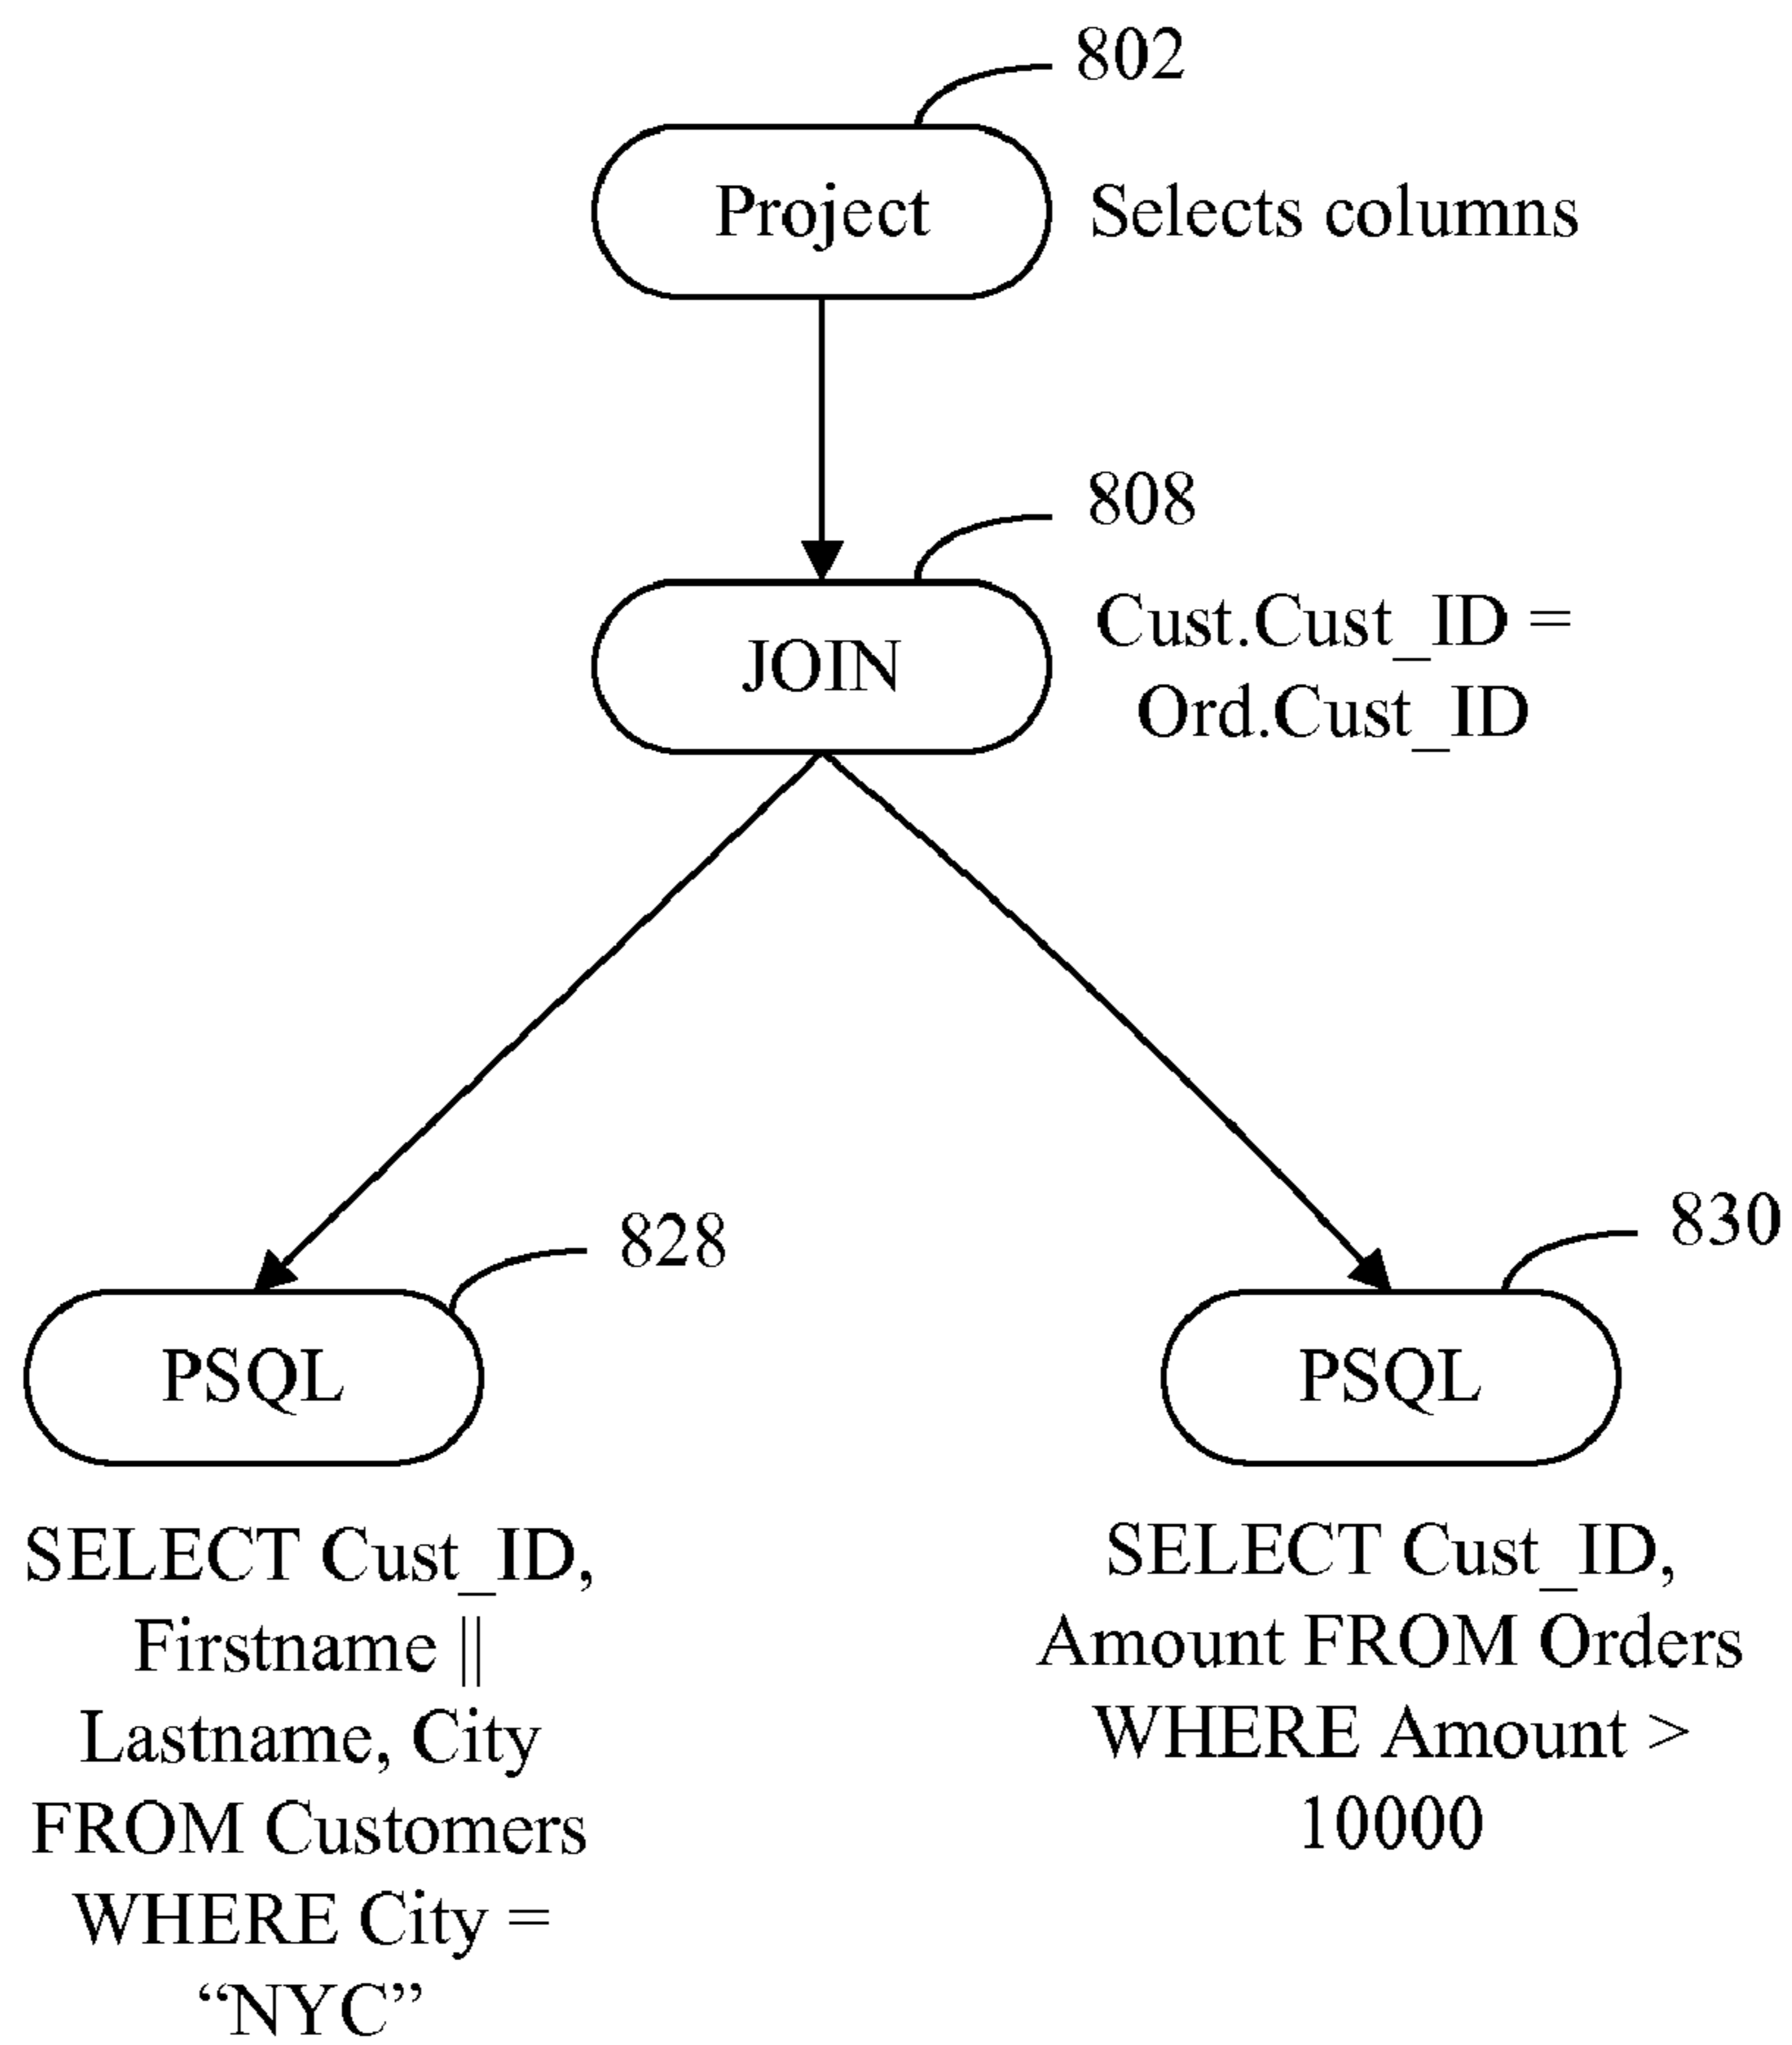 802
Project
Selects columns
808
JOIN
Cust.Cust_ID =
Ord.Cust_ID
828
PSQL
SELECT Cust_ID,
Firstname ||
Lastname, City
FROM Customers
WHERE City =
“NYC”
830
PSQL
SELECT Cust_ID,
Amount FROM Orders
WHERE Amount >
10000